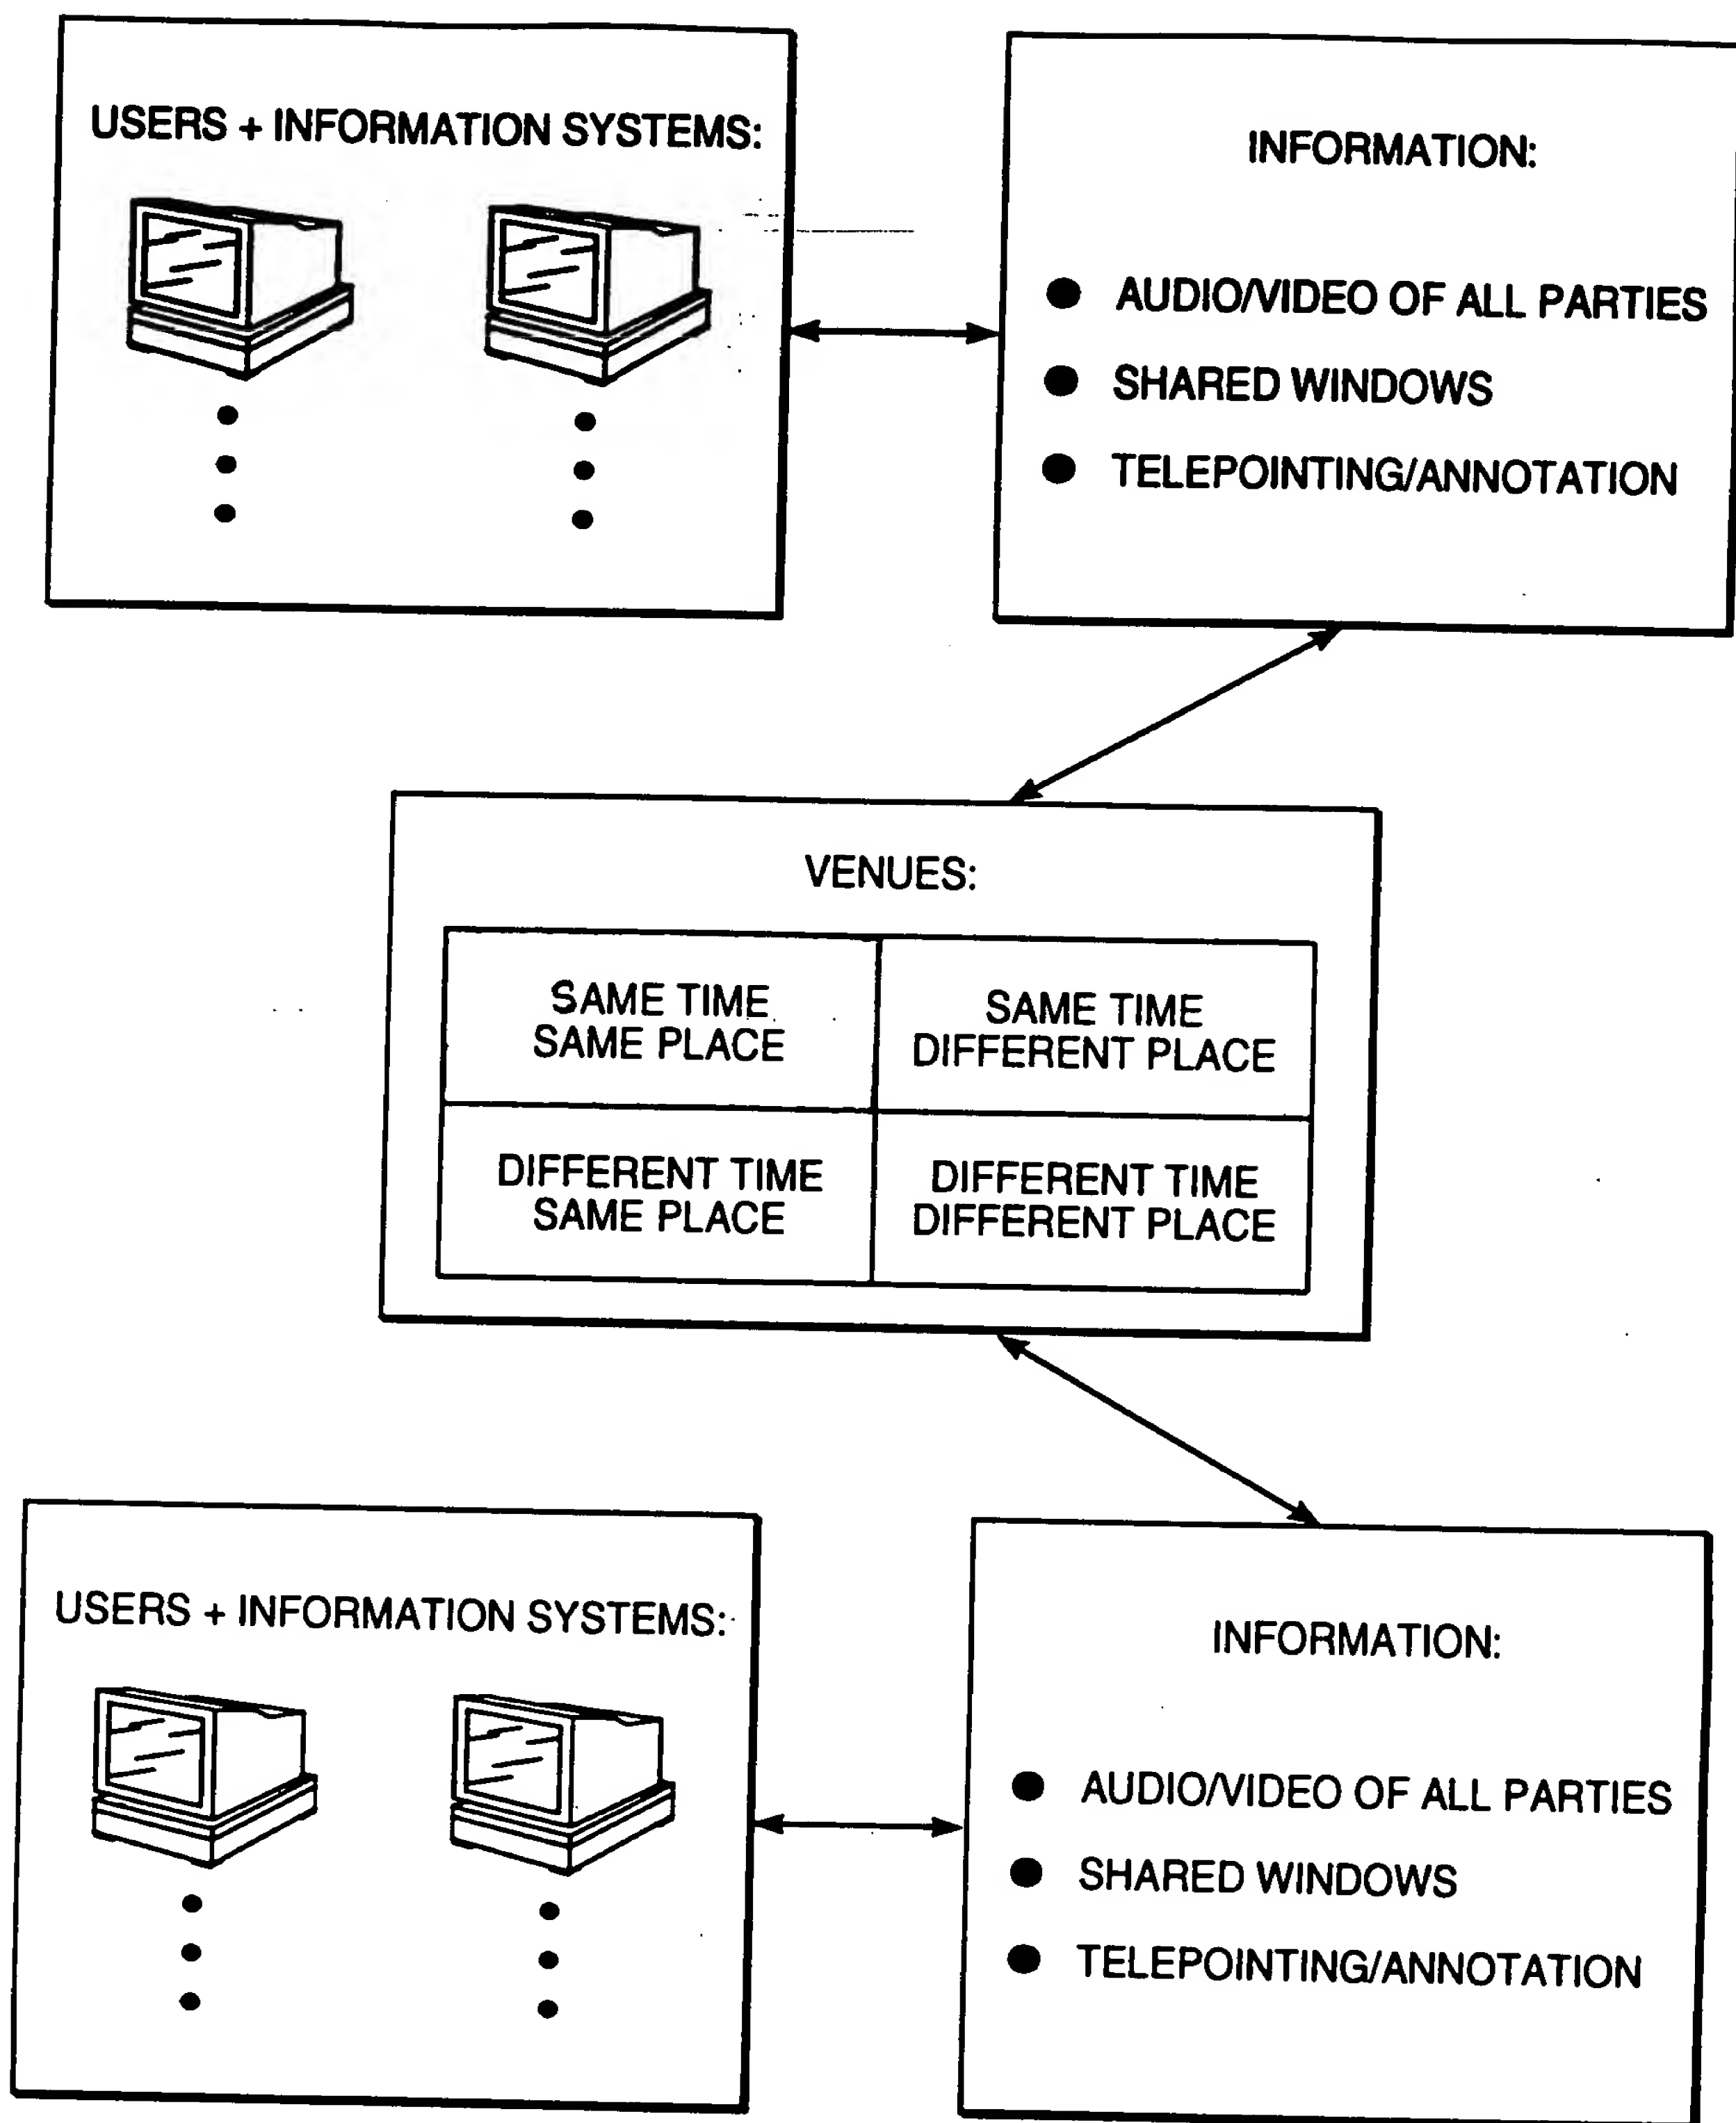 USERS + INFORMATION SYSTEMS:
INFORMATION:
● AUDIO/VIDEO OF ALL PARTIES
● SHARED WINDOWS
● TELEPOINTING/ANNOTATION
VENUES:
SAME TIME
SAME PLACE
SAME TIME
DIFFERENT PLACE
DIFFERENT TIME
SAME PLACE
DIFFERENT TIME
DIFFERENT PLACE
USERS + INFORMATION SYSTEMS:
INFORMATION:
● AUDIO/VIDEO OF ALL PARTIES
● SHARED WINDOWS
● TELEPOINTING/ANNOTATION